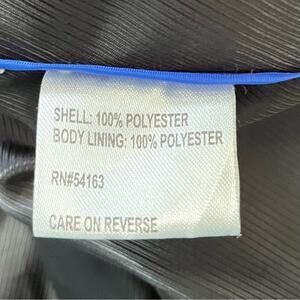 SHELL: 100% POLYESTER
BODY LINING: 100% POLYESTER
RN#54163
CARE ON REVERSE